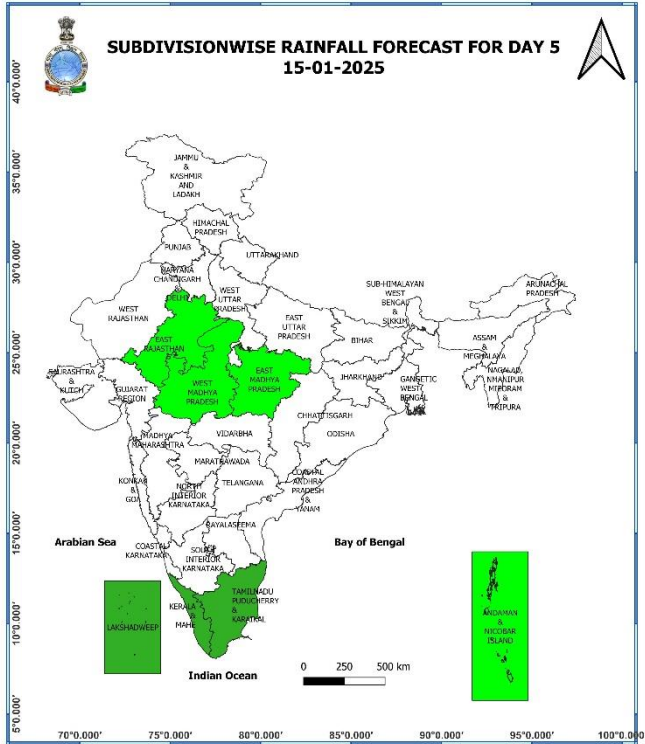 SUBDIVISIONWISE RAINFALL FORECAST FOR DAY 5
15-01-2025
40°0.000'
35°0.000'
30°0.000'
25°0.000'
20°0.000'
15°0.000'
10°0.000'
5°0.000'
JAMMU
&
KASHMIR
AND
LADAKH
HIMACHAL
PRADESH
PUNJAB
UTTARAKHAND
HARYANA
CHANDIGARH
&
DELHI
WEST
UTTAR
PRADESH
WEST
RAJASTHAN
EAST
RAJASTHAN
EAST
UTTAR
PRADESH
SUB-HIMALAYAN
WEST
BENGAL
&
SIKKIM
ARUNACHAL
PRADESH
ASSAM
&
MEGHALAYA
NAGALAD,
NMANIPUR
MIZORAM
&
TRIPURA
BIHAR
JHARKHAND
GANGETIC
WEST
BENGAL
SAURASHTRA
&
KUTCH
GUJARAT
REGION
WEST
MADHYA
PRADESH
EAST
MADHYA
PRADESH
CHHATTISGARH
ODISHA
MADHYA
MAHARASHTRA
VIDARBHA
MARATHWADA
KONKAN
&
GOA
NORTH
INTERIOR
KARNATAKA
TELANGANA
COASTAL
ANDHRA
PRADESH
&
YANAM
RAYALASEEMA
COASTAL
KARNATAKA
SOUTH
INTERIOR
KARNATAKA
Arabian Sea
Bay of Bengal
LAKSHADWEEP
KERALA
&
MAHE
TAMILNADU
PUDUCHERRY
&
KARAIKAL
ANDAMAN
&
NICOBAR
ISLAND
Indian Ocean
0 250 500 km
70°0.000' 75°0.000' 80°0.000' 85°0.000' 90°0.000' 95°0.000' 100°0.000'